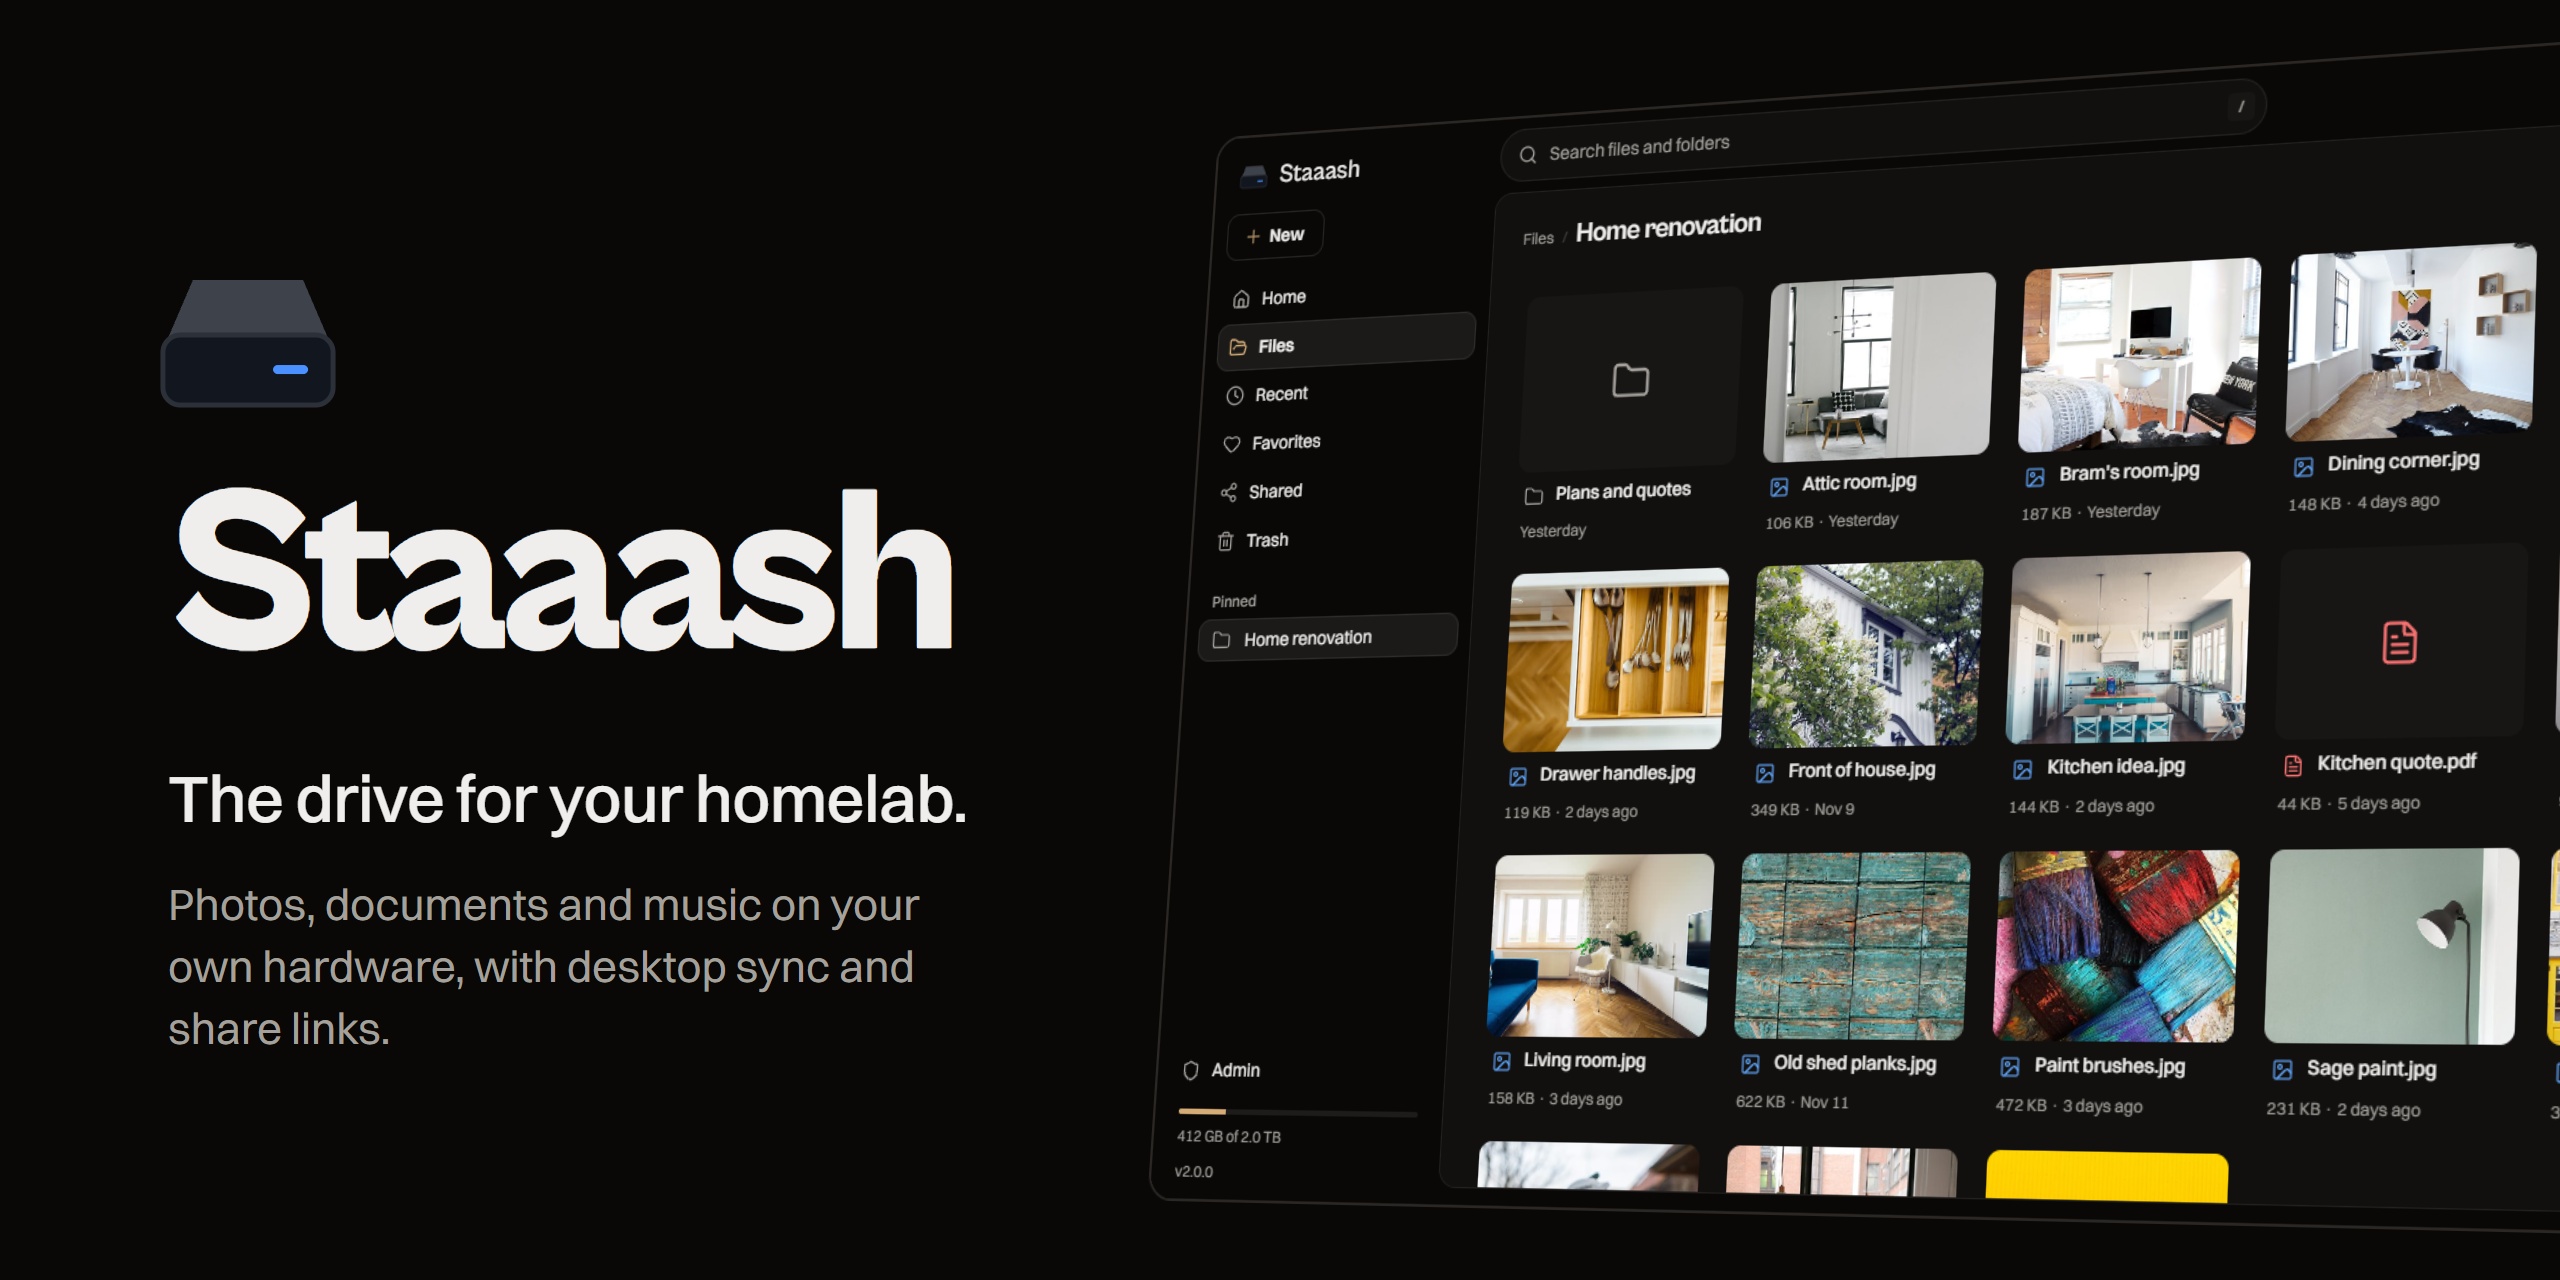 Staaash
The drive for your homelab.
Photos, documents and music on your
own hardware, with desktop sync and
share links.
Staaash
Search files and folders
/
New
Home
Files
Recent
Favorites
Shared
Trash
Pinned
Home renovation
Admin
412 GB of 2.0 TB
v2.0.0
Files / Home renovation
Plans and quotes
Yesterday
Attic room.jpg
106 KB · Yesterday
Bram's room.jpg
187 KB · Yesterday
Dining corner.jpg
148 KB · 4 days ago
NEW YORK
Drawer handles.jpg
119 KB · 2 days ago
Front of house.jpg
349 KB · Nov 9
Kitchen idea.jpg
144 KB · 2 days ago
Kitchen quote.pdf
44 KB · 5 days ago
Living room.jpg
158 KB · 3 days ago
Old shed planks.jpg
622 KB · Nov 11
Paint brushes.jpg
472 KB · 3 days ago
Sage paint.jpg
231 KB · 2 days ago